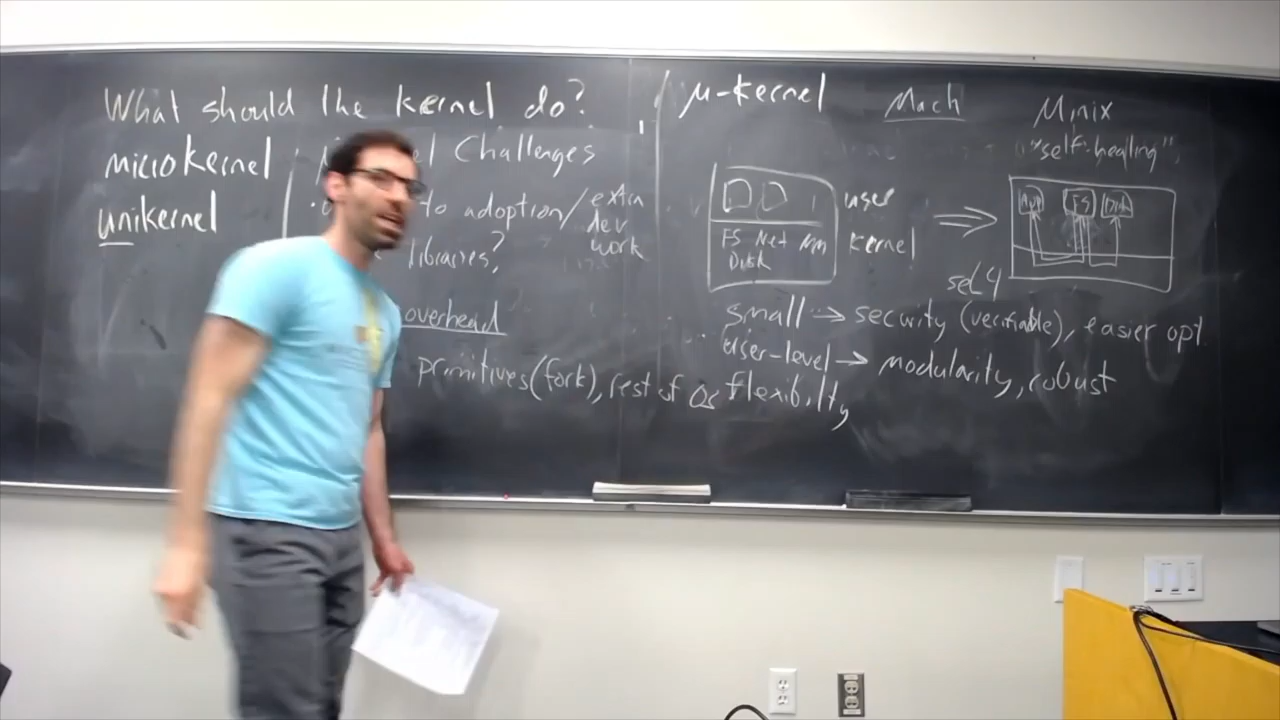 What should the kernel do?
microkernel
unikernel
Challenges
to adoption/extra
dev
work
libraries?
overhead
primitives(fork), rest of OS
μ-kernel
Mach
Minix
"self-healing"
user
FS Net Mm
Disk
kernel
App FS Disk
seL4
small → security (verifiable), easier opt
user-level → modularity, robust
flexibilty